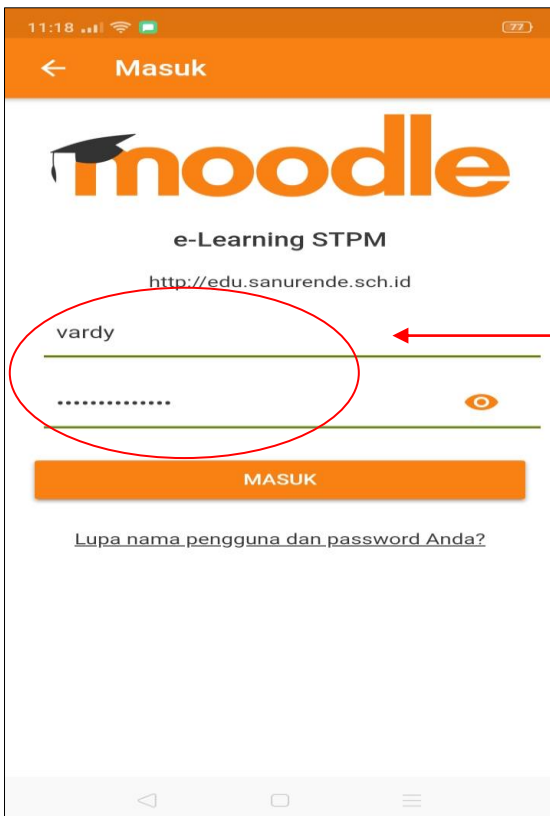 11:18
77
Masuk
moodle
e-Learning STPM
http://edu.sanurende.sch.id
vardy
••••••••••••••
MASUK
Lupa nama pengguna dan password Anda?